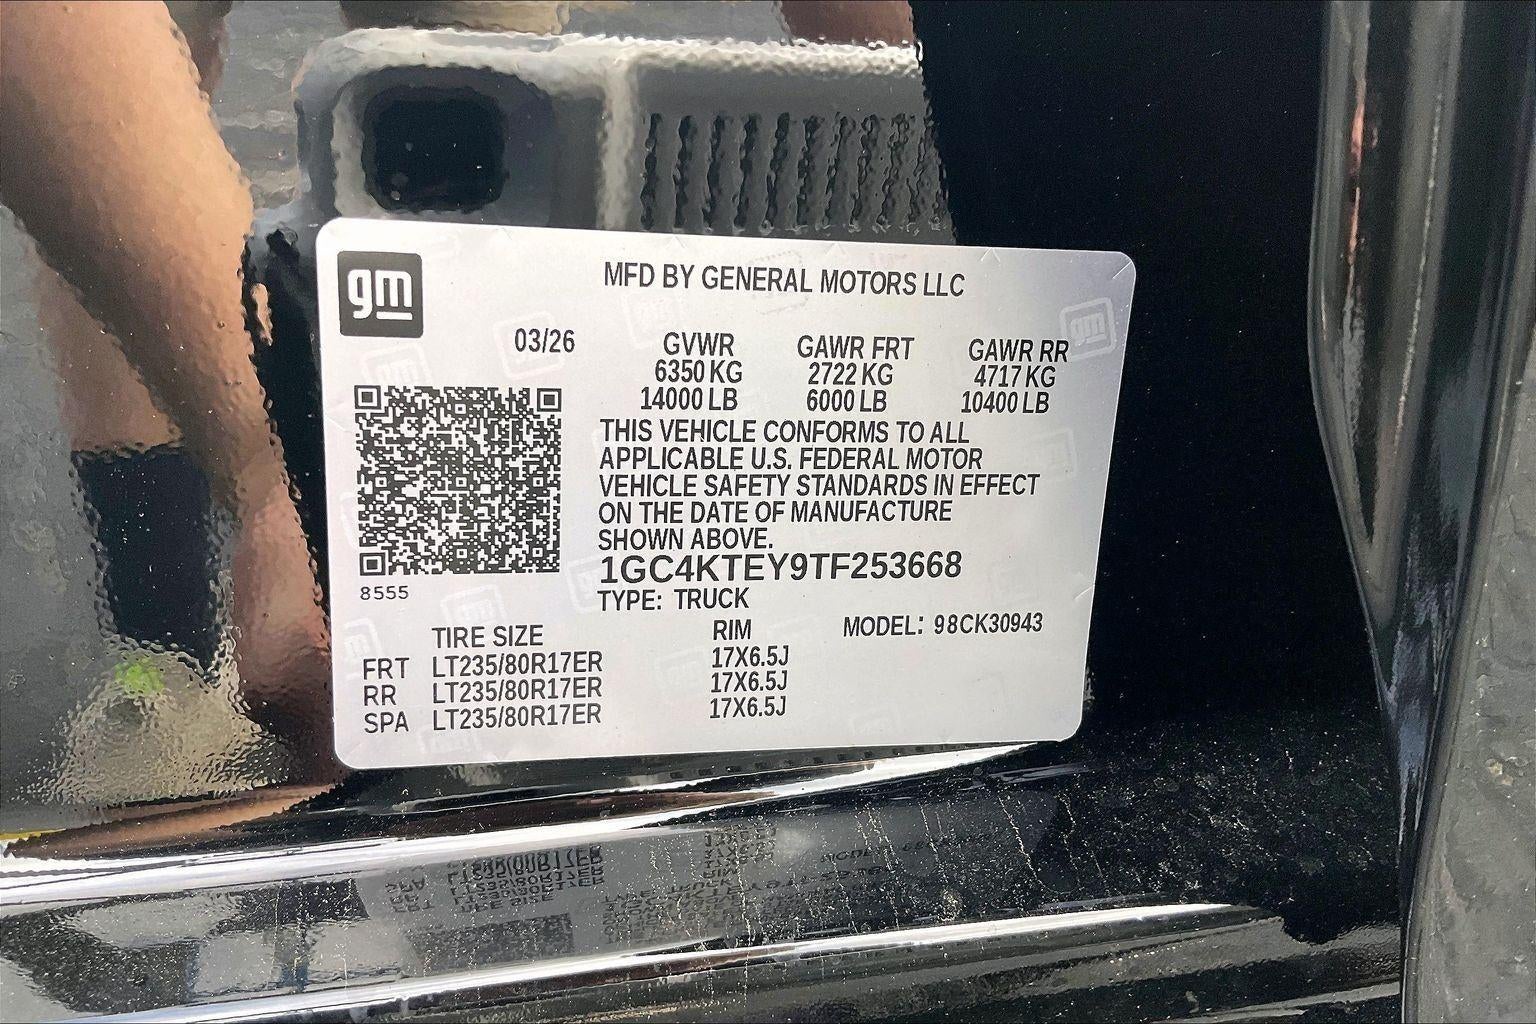 gm
MFD BY GENERAL MOTORS LLC
03/26 GVWR GAWR FRT GAWR RR
6350 KG 2722 KG 4717 KG
14000 LB 6000 LB 10400 LB
THIS VEHICLE CONFORMS TO ALL
APPLICABLE U.S. FEDERAL MOTOR
VEHICLE SAFETY STANDARDS IN EFFECT
ON THE DATE OF MANUFACTURE
SHOWN ABOVE.
1GC4KTEY9TF253668
8555
TYPE: TRUCK
TIRE SIZE RIM MODEL: 98CK30943
FRT LT235/80R17ER 17X6.5J
RR LT235/80R17ER 17X6.5J
SPA LT235/80R17ER 17X6.5J